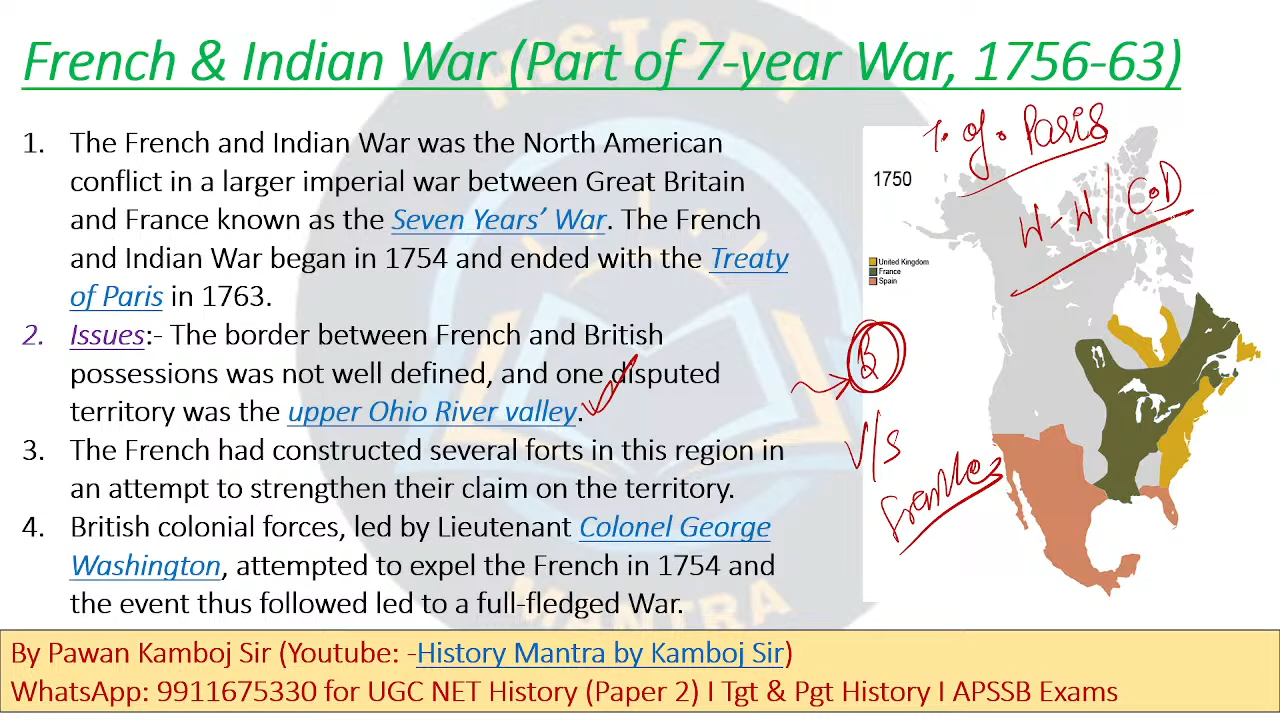 French & Indian War (Part of 7-year War, 1756-63)
1. The French and Indian War was the North American
conflict in a larger imperial war between Great Britain
and France known as the Seven Years’ War. The French
and Indian War began in 1754 and ended with the Treaty
of Paris in 1763.
2. Issues:- The border between French and British
possessions was not well defined, and one disputed
territory was the upper Ohio River valley.
3. The French had constructed several forts in this region in
an attempt to strengthen their claim on the territory.
4. British colonial forces, led by Lieutenant Colonel George
Washington, attempted to expel the French in 1754 and
the event thus followed led to a full-fledged War.
T. of. Paris
1750
W-W | CoD
United Kingdom
France
Spain
B
V/s
HISTORY
MANTRA
By Pawan Kamboj Sir (Youtube: -History Mantra by Kamboj Sir)
WhatsApp: 9911675330 for UGC NET History (Paper 2) I Tgt & Pgt History I APSSB Exams